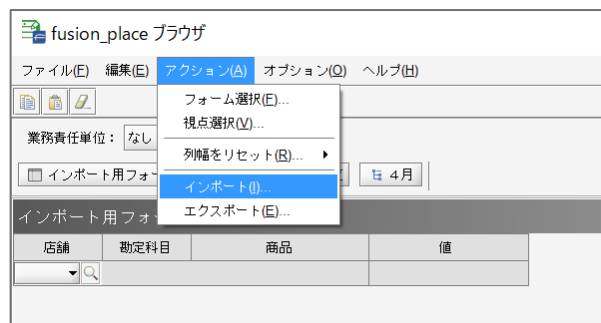 fusion_place ブラウザ
ファイル(F) 編集(E) アクション(A) オプション(O) ヘルプ(H)
フォーム選択(F)...
視点選択(V)...
業務責任単位： なし
列幅をリセット(R)...
インポート用フォー
4月
インポート(I)...
エクスポート(E)...
インポート用フォ
店舗 勘定科目 商品 値